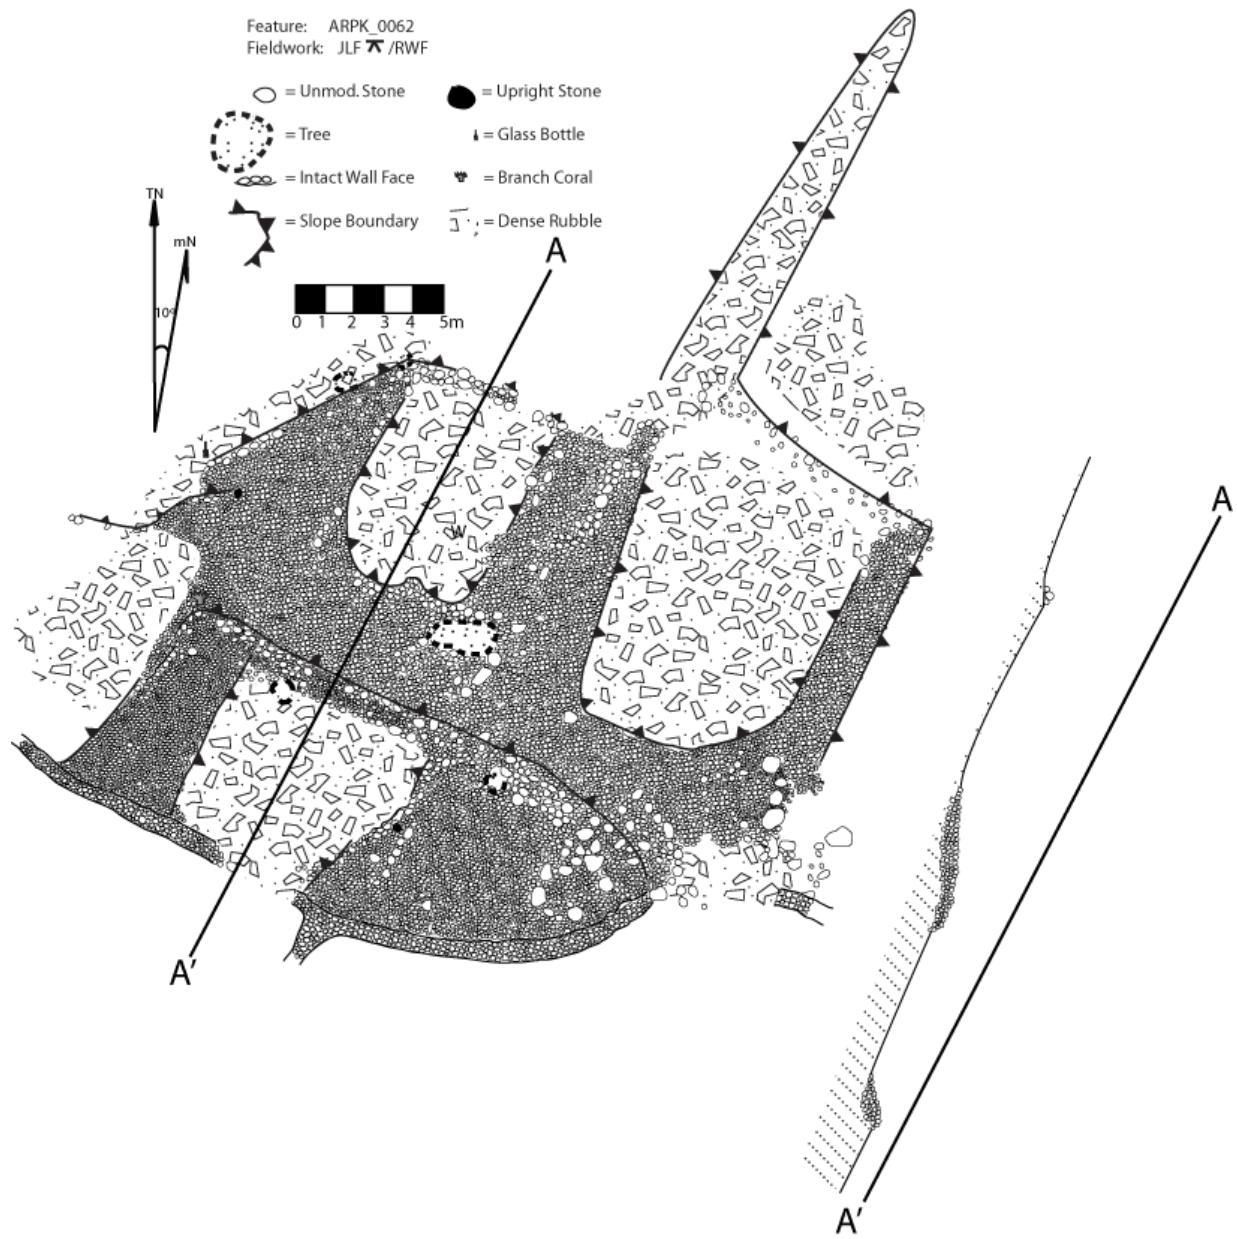 Feature: ARPK_0062
Fieldwork: JLF /RWF
= Unmod. Stone
= Upright Stone
= Tree
= Glass Bottle
= Intact Wall Face
= Branch Coral
= Slope Boundary
= Dense Rubble
TN
mN
10°
0 1 2 3 4 5m
A
A
W
A'
A'